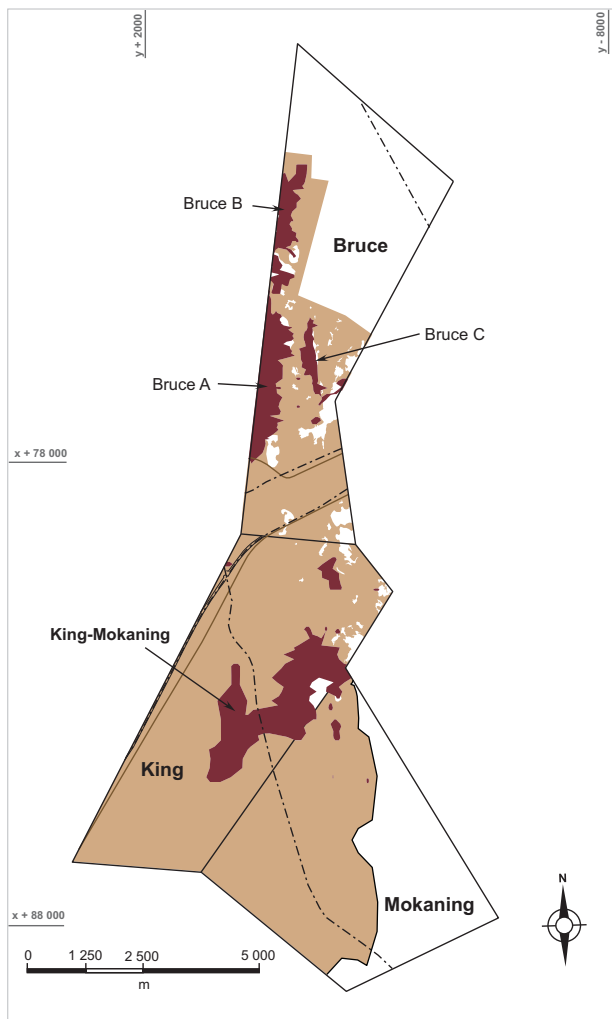 y + 2000
y - 8000
Bruce B
Bruce
Bruce C
Bruce A
x + 78 000
King-Mokaning
King
Mokaning
N
x + 88 000
0 1 250 2 500 5 000
m